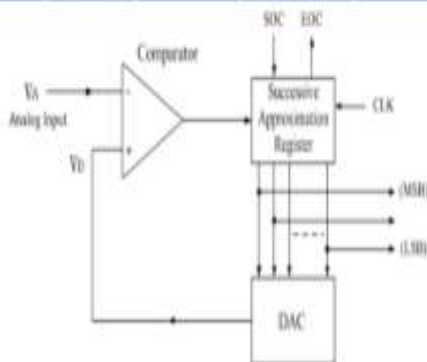 SOC EOC
Comparator
VA
Analog Input
-
+
VD
Successive
Approximation
Register
CLK
(MSB)
(LSB)
DAC